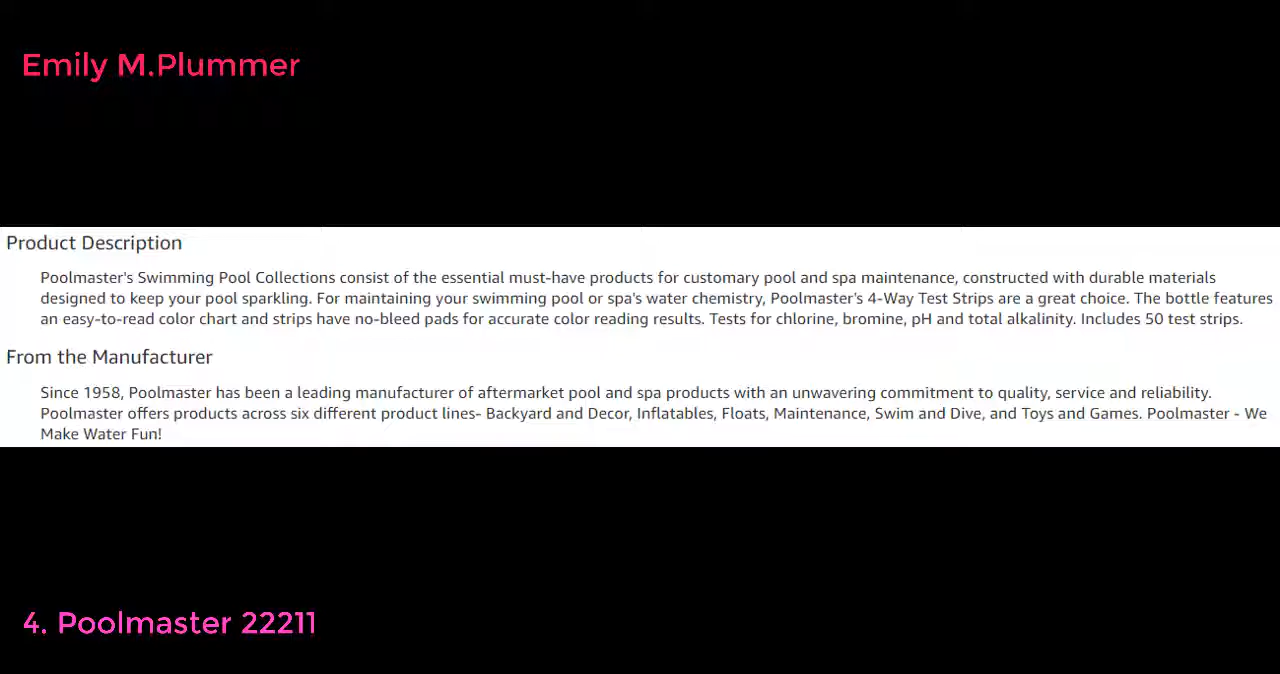 Emily M.Plummer
Product Description
Poolmaster's Swimming Pool Collections consist of the essential must-have products for customary pool and spa maintenance, constructed with durable materials
designed to keep your pool sparkling. For maintaining your swimming pool or spa's water chemistry, Poolmaster's 4-Way Test Strips are a great choice. The bottle features
an easy-to-read color chart and strips have no-bleed pads for accurate color reading results. Tests for chlorine, bromine, pH and total alkalinity. Includes 50 test strips.
From the Manufacturer
Since 1958, Poolmaster has been a leading manufacturer of aftermarket pool and spa products with an unwavering commitment to quality, service and reliability.
Poolmaster offers products across six different product lines- Backyard and Decor, Inflatables, Floats, Maintenance, Swim and Dive, and Toys and Games. Poolmaster - We
Make Water Fun!
4. Poolmaster 22211